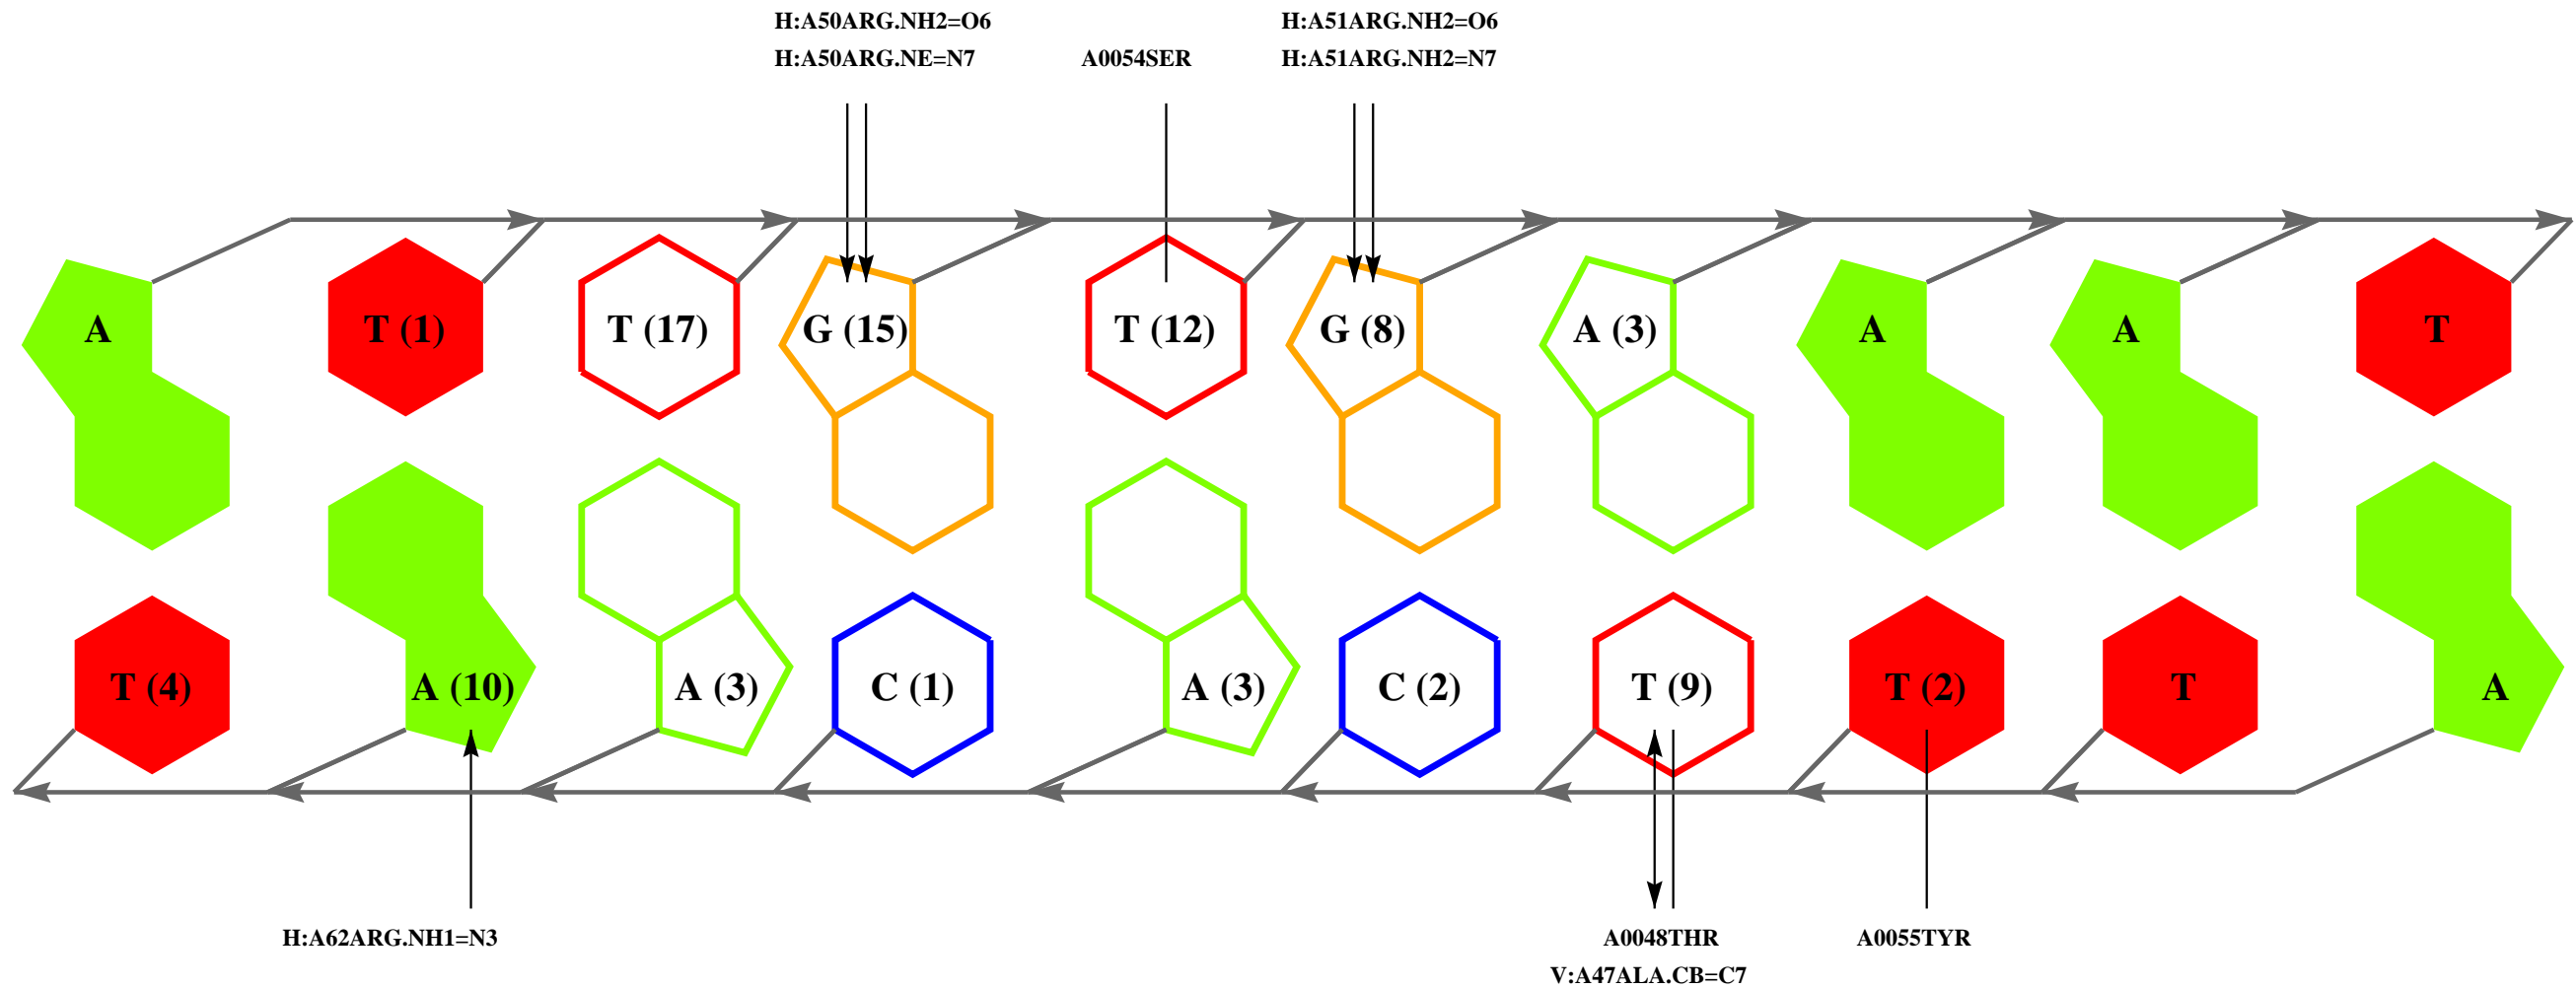 H:A50ARG.NH2=O6 H:A51ARG.NH2=O6
H:A50ARG.NE=N7 A0054SER H:A51ARG.NH2=N7
A T (1) T (17) G (15) T (12) G (8) A (3) A A T
T (4) A (10) A (3) C (1) A (3) C (2) T (9) T (2) T A
H:A62ARG.NH1=N3 A0048THR A0055TYR
V:A47ALA.CB=C7